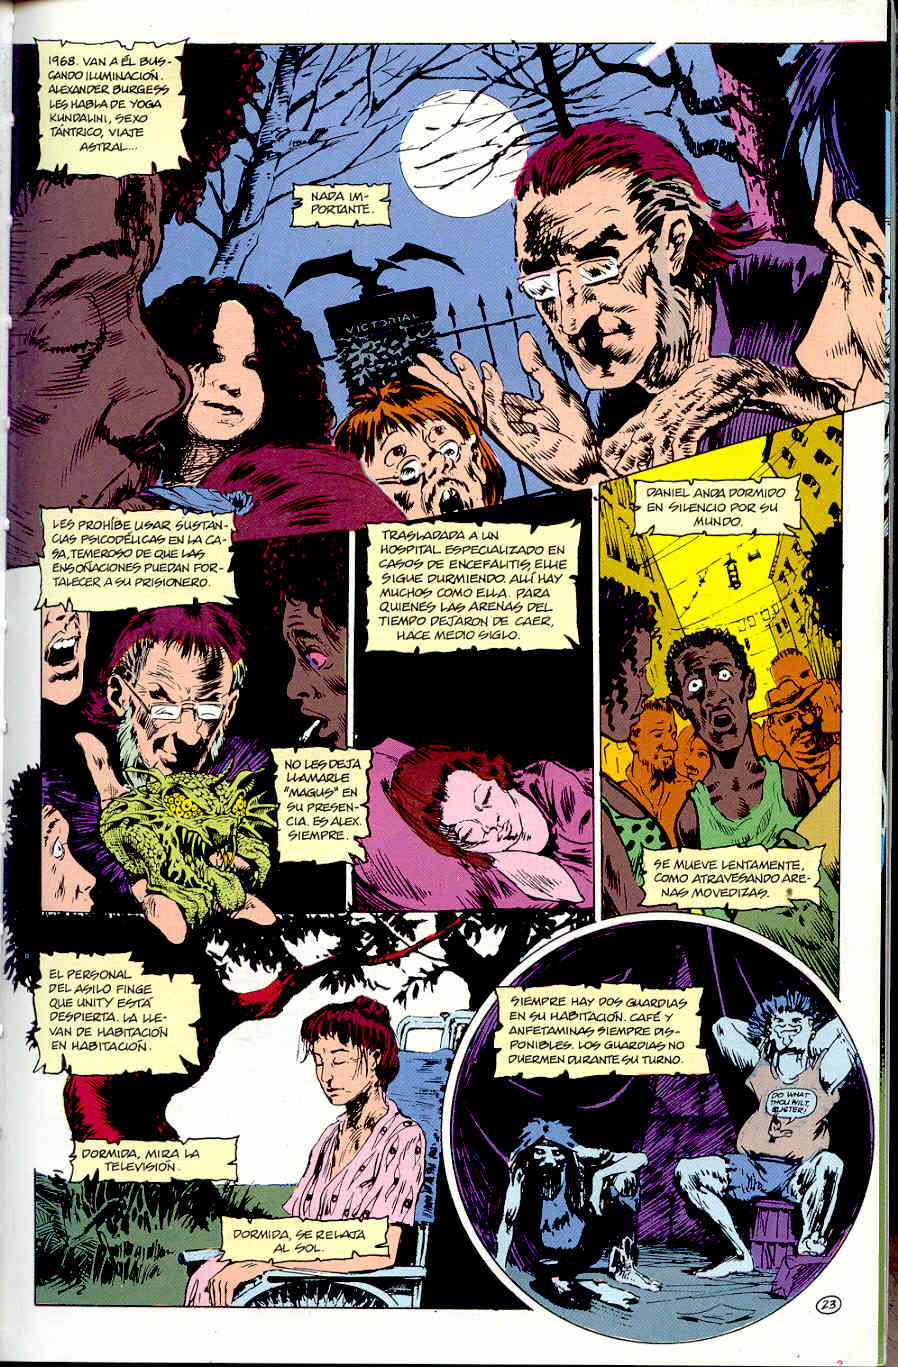 1968. VAN A ÉL BUS-
CANDO ILUMINACIÓN.
ALEXANDER BURGESS
LES HABLA DE YOGA
KUNDALINI, SEXO
TÁNTRICO, VIAJE
ASTRAL...
NADA IM-
PORTANTE.
VICTORIAL
LES PROHÍBE USAR SUSTAN-
CIAS PSICODÉLICAS EN LA CA-
SA, TEMEROSO DE QUE LAS
ENSOÑACIONES PUEDAN FOR-
TALECER A SU PRISIONERO.
NO LES DEJA
LLAMARLE
"MAGUS" EN
SU PRESEN-
CIA. ES ALEX.
SIEMPRE.
TRASLADADA A UN
HOSPITAL ESPECIALIZADO EN
CASOS DE ENCEFALITIS, ELLIE
SIGUE DURMIENDO. ALLÍ HAY
MUCHOS COMO ELLA. PARA
QUIENES LAS ARENAS DEL
TIEMPO DEJARON DE CAER,
HACE MEDIO SIGLO.
DANIEL ANDA DORMIDO
EN SILENCIO POR SU
MUNDO.
SE MUEVE LENTAMENTE,
COMO ATRAVESANDO ARE-
NAS MOVEDIZAS.
EL PERSONAL
DEL ASILO FINGE
QUE UNITY ESTÁ
DESPIERTA. LA LLE-
VAN DE HABITACIÓN
EN HABITACIÓN.
DORMIDA, MIRA LA
TELEVISIÓN.
DORMIDA, SE RELAJA
AL SOL.
SIEMPRE HAY DOS GUARDIAS
EN SU HABITACIÓN. CAFÉ Y
ANFETAMINAS SIEMPRE DIS-
PONIBLES. LOS GUARDIAS NO
DUERMEN DURANTE SU TURNO.
DO WHAT
THOU WILT,
BUSTER!
23